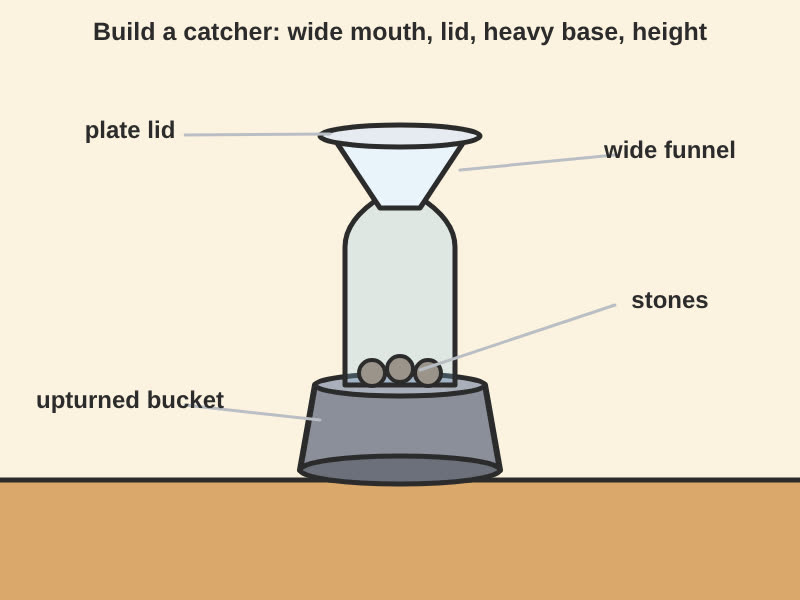 Build a catcher: wide mouth, lid, heavy base, height
plate lid
wide funnel
stones
upturned bucket